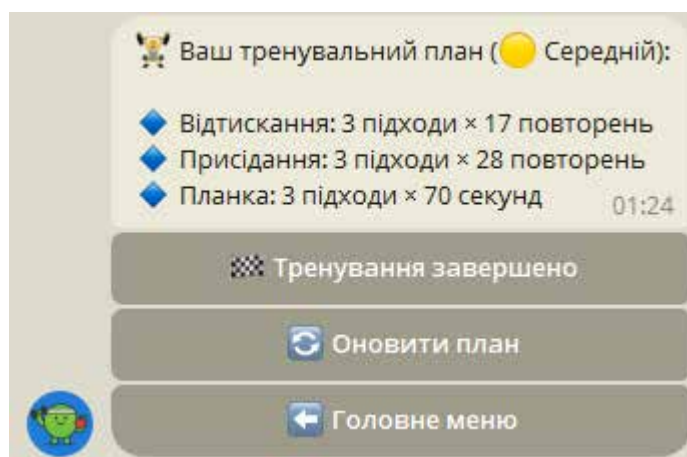 🏋️ Ваш тренувальний план (🟡 Середній):
🔷 Відтискання: 3 підходи × 17 повторень
🔷 Присідання: 3 підходи × 28 повторень
🔷 Планка: 3 підходи × 70 секунд
01:24
🏁 Тренування завершено
🔄 Оновити план
⬅️ Головне меню